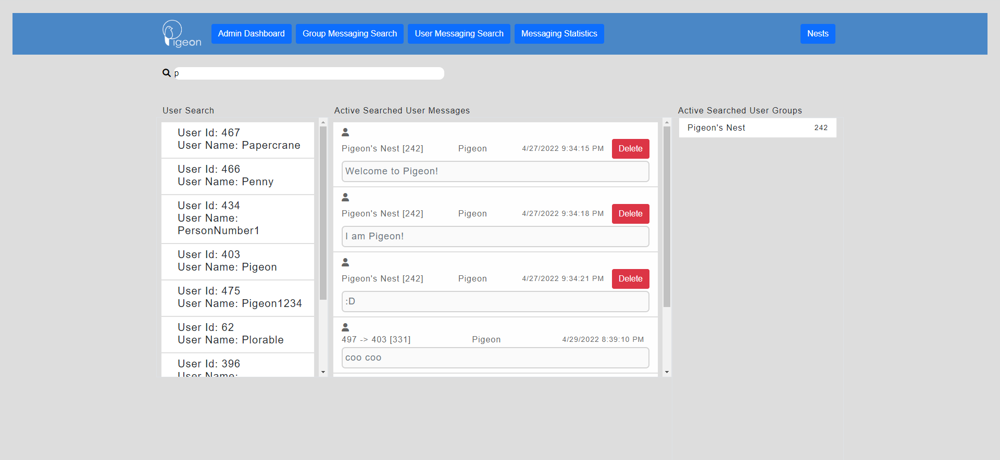 Pigeon
Admin Dashboard
Group Messaging Search
User Messaging Search
Messaging Statistics
Nests
p
User Search
User Id: 467
User Name: Papercrane
User Id: 466
User Name: Penny
User Id: 434
User Name:
PersonNumber1
User Id: 403
User Name: Pigeon
User Id: 475
User Name: Pigeon1234
User Id: 62
User Name: Plorable
User Id: 396
User Name:
Active Searched User Messages
Pigeon's Nest [242] Pigeon 4/27/2022 9:34:15 PM Delete
Welcome to Pigeon!
Pigeon's Nest [242] Pigeon 4/27/2022 9:34:18 PM Delete
I am Pigeon!
Pigeon's Nest [242] Pigeon 4/27/2022 9:34:21 PM Delete
:D
497 -> 403 [331] Pigeon 4/29/2022 8:39:10 PM
coo coo
Active Searched User Groups
Pigeon's Nest 242